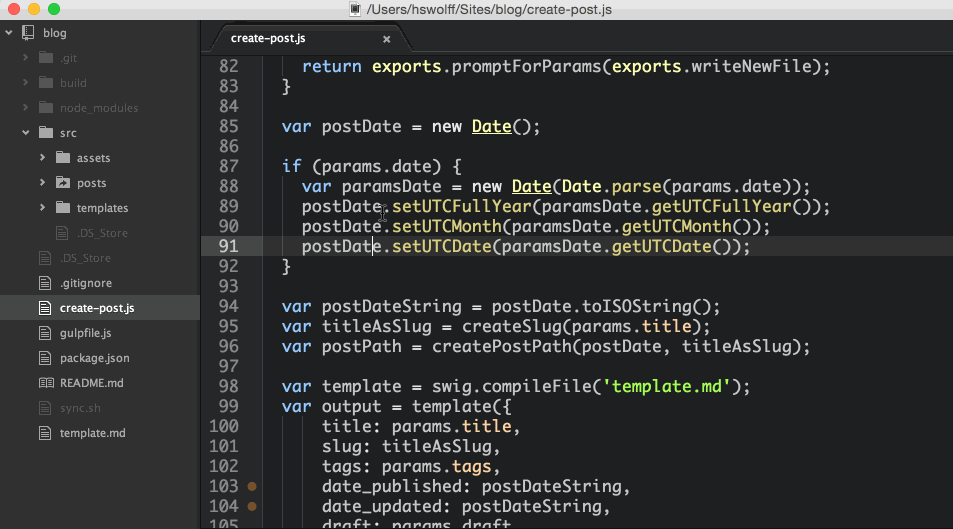 /Users/hswolff/Sites/blog/create-post.js
blog
.git
build
node_modules
src
assets
posts
templates
.DS_Store
.DS_Store
.gitignore
create-post.js
gulpfile.js
package.json
README.md
sync.sh
template.md
create-post.js ×
82 return exports.promptForParams(exports.writeNewFile);
83 }
84
85 var postDate = new Date();
86
87 if (params.date) {
88 var paramsDate = new Date(Date.parse(params.date));
89 postDate.setUTCFullYear(paramsDate.getUTCFullYear());
90 postDate.setUTCMonth(paramsDate.getUTCMonth());
91 postDate.setUTCDate(paramsDate.getUTCDate());
92 }
93
94 var postDateString = postDate.toISOString();
95 var titleAsSlug = createSlug(params.title);
96 var postPath = createPostPath(postDate, titleAsSlug);
97
98 var template = swig.compileFile('template.md');
99 var output = template({
100 title: params.title,
101 slug: titleAsSlug,
102 tags: params.tags,
103 date_published: postDateString,
104 date_updated: postDateString,
105 draft: params.draft